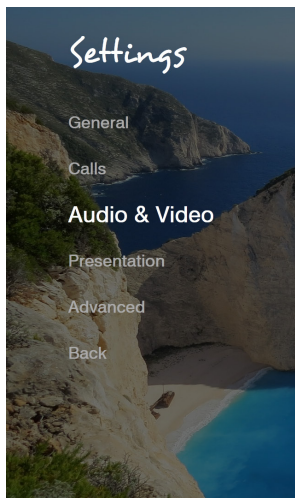 Settings
General
Calls
Audio & Video
Presentation
Advanced
Back